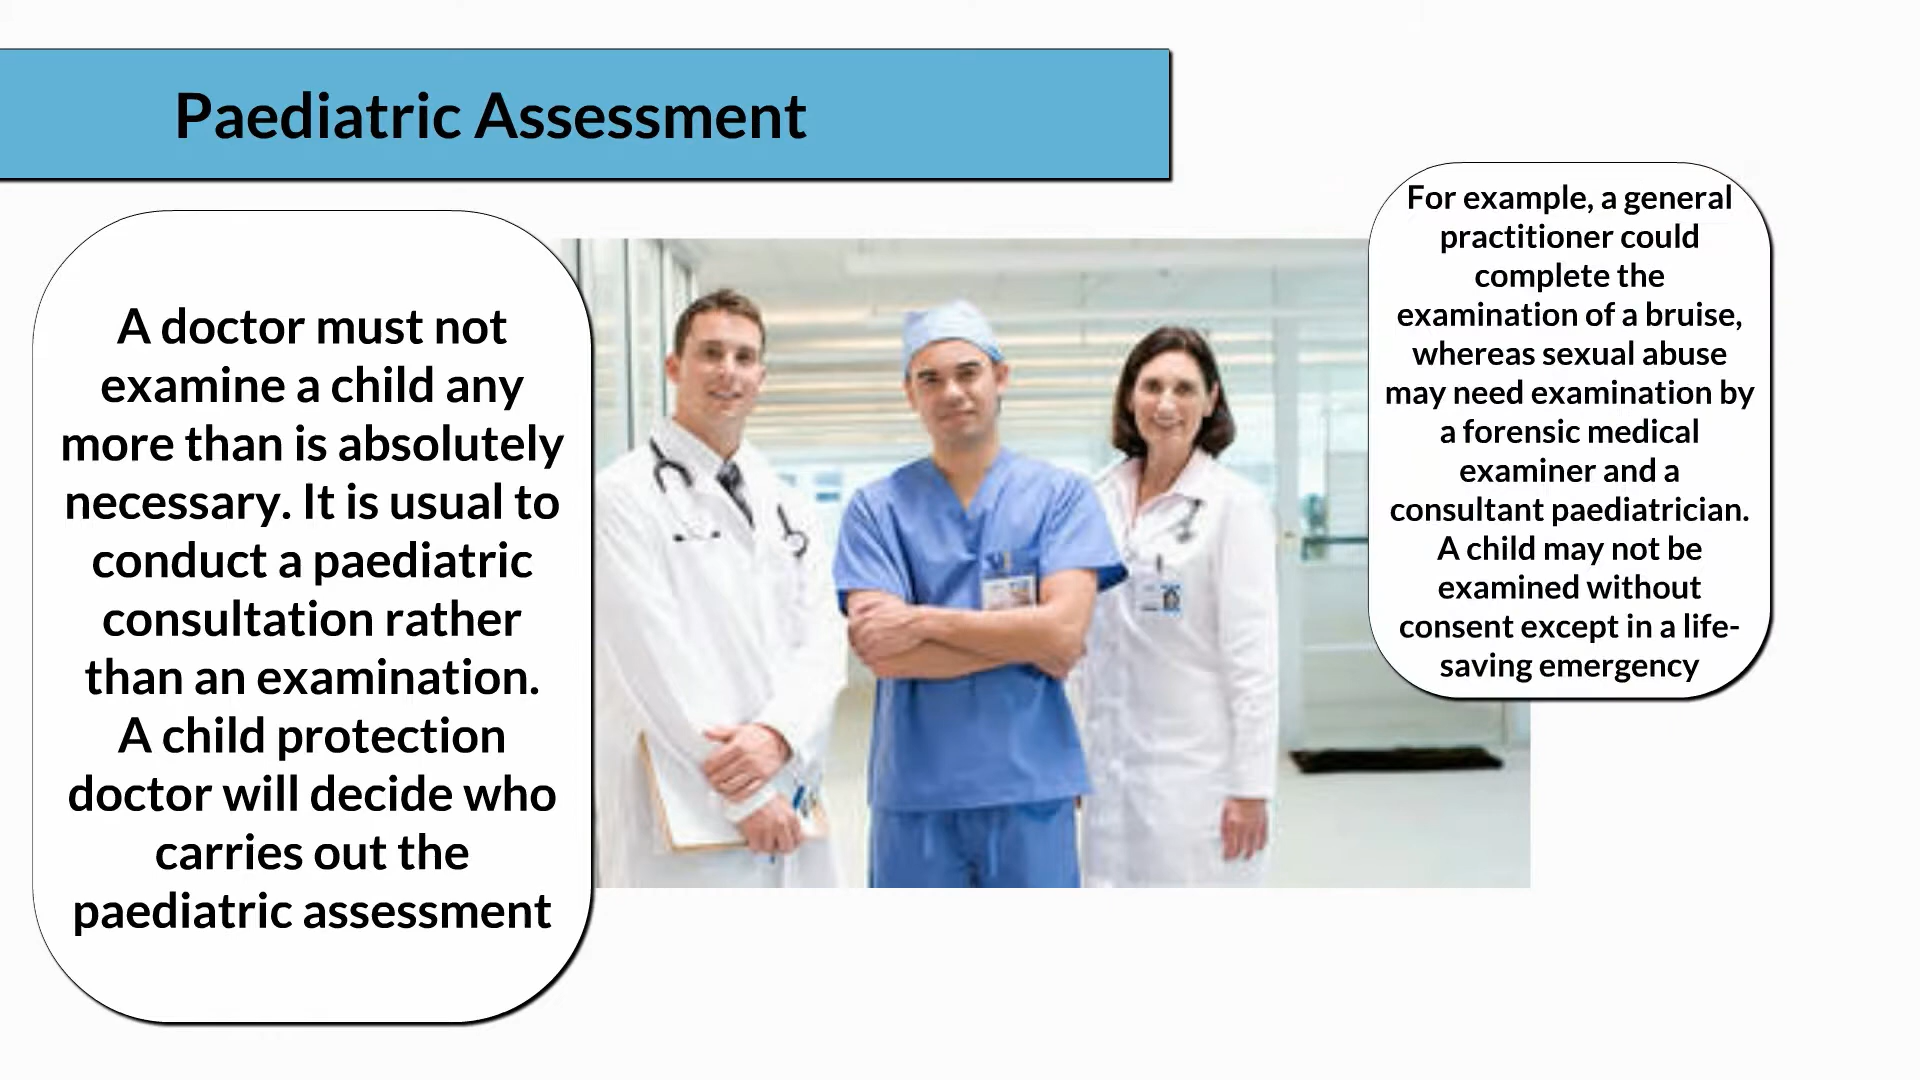 Paediatric Assessment
A doctor must not
examine a child any
more than is absolutely
necessary. It is usual to
conduct a paediatric
consultation rather
than an examination.
A child protection
doctor will decide who
carries out the
paediatric assessment
For example, a general
practitioner could
complete the
examination of a bruise,
whereas sexual abuse
may need examination by
a forensic medical
examiner and a
consultant paediatrician.
A child may not be
examined without
consent except in a life-
saving emergency